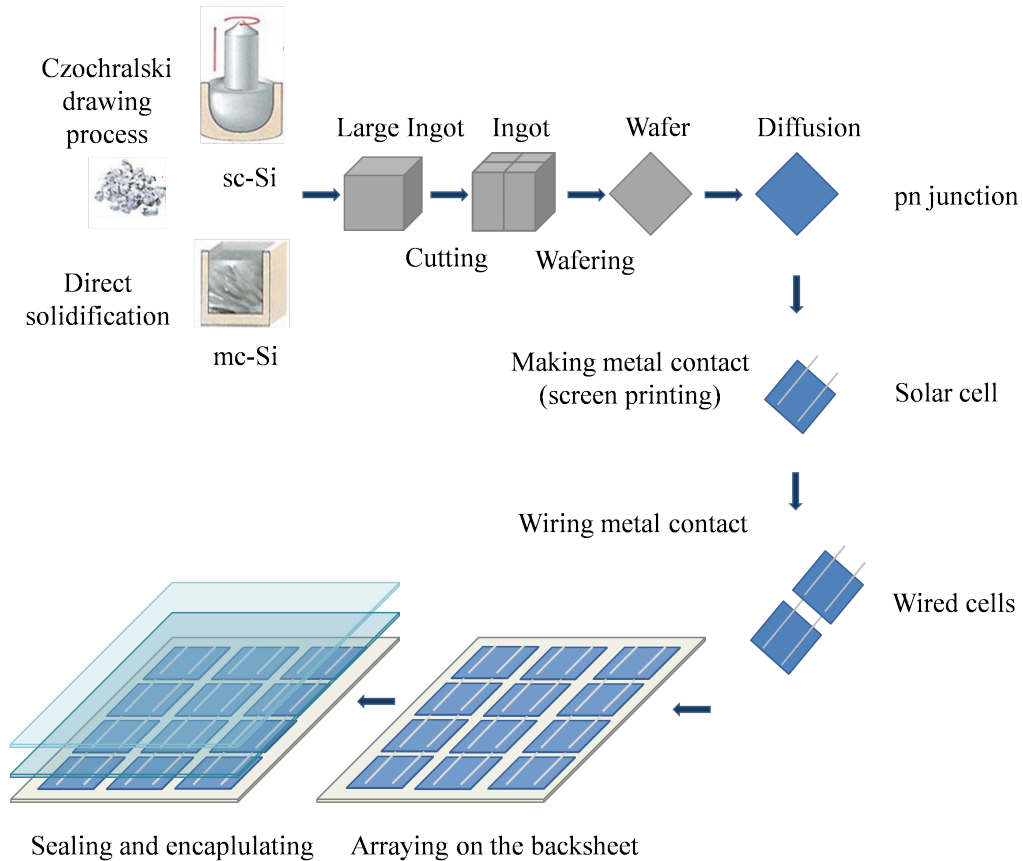 Czochralski
drawing
process
sc-Si
Direct
solidification
mc-Si
Large Ingot
Cutting
Ingot
Wafering
Wafer
Diffusion
pn junction
Making metal contact
(screen printing)
Solar cell
Wiring metal contact
Wired cells
Sealing and encaplulating
Arraying on the backsheet